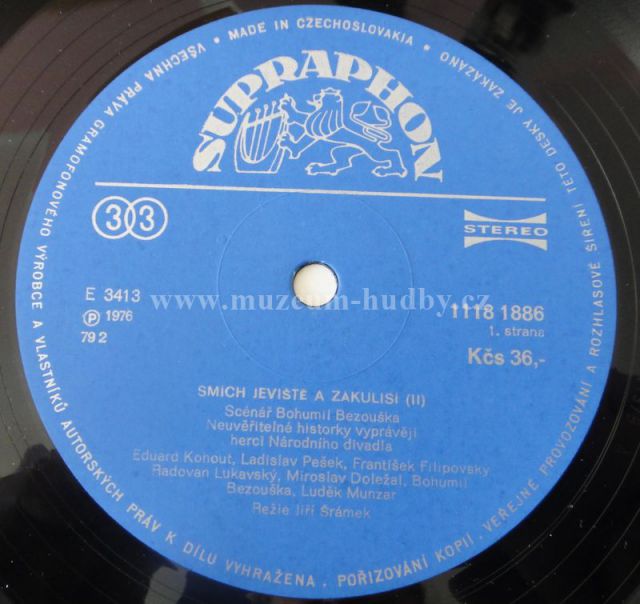 VŠECHNA PRÁVA GRAMOFONOVÉHO VÝROBCE A VLASTNÍKŮ AUTORSKÝCH PRÁV K DÍLU VYHRAŽENA . POŘIZOVÁNÍ KOPIÍ . VEŘEJNÉ PROVOZOVÁNÍ A ROZHLASOVÉ ŠÍŘENÍ TÉTO DESKY JE ZAKÁZÁNO
• MADE IN CZECHOSLOVAKIA •
SUPRAPHON
33
STEREO
E 3413
Ⓟ 1976
79 2
www.muzeum-hudby.cz
1118 1886
1. strana
Kčs 36,-
SMÍCH JEVIŠTĚ A ZÁKULISÍ (II)
Scénář Bohumil Bezouška
Neuvěřitelné historky vyprávějí
herci Národního divadla
Eduard Kohout, Ladislav Pešek, František Filipovský
Radovan Lukavský, Miroslav Doležal, Bohumil
Bezouška, Luděk Munzar
Režie Jiří Šrámek